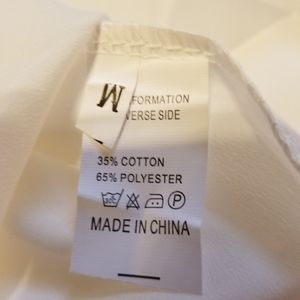 M
FORMATION
VERSE SIDE
35% COTTON
65% POLYESTER
MADE IN CHINA